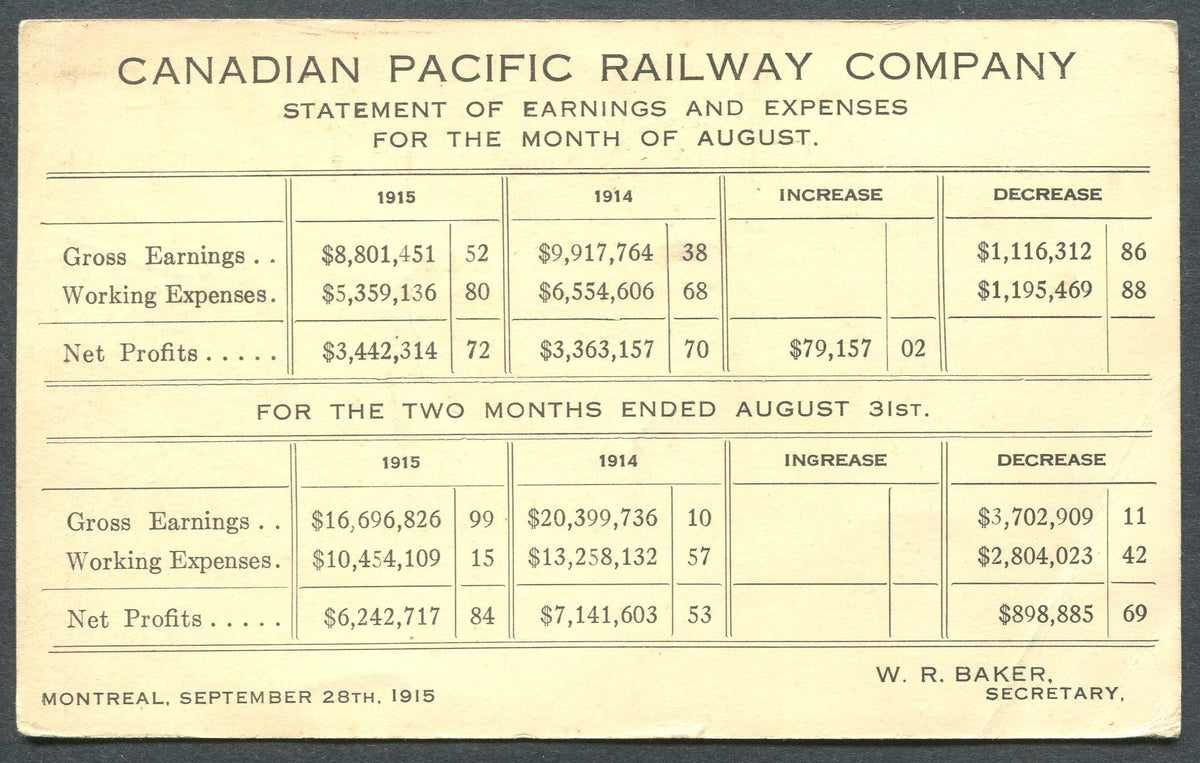 CANADIAN PACIFIC RAILWAY COMPANY
STATEMENT OF EARNINGS AND EXPENSES
FOR THE MONTH OF AUGUST.
1915 1914 INCREASE DECREASE
Gross Earnings . . $8,801,451 52 $9,917,764 38 $1,116,312 86
Working Expenses. $5,359,136 80 $6,554,606 68 $1,195,469 88
Net Profits . . . . . $3,442,314 72 $3,363,157 70 $79,157 02
FOR THE TWO MONTHS ENDED AUGUST 31ST.
1915 1914 INGREASE DECREASE
Gross Earnings . . $16,696,826 99 $20,399,736 10 $3,702,909 11
Working Expenses. $10,454,109 15 $13,258,132 57 $2,804,023 42
Net Profits . . . . . $6,242,717 84 $7,141,603 53 $898,885 69
W. R. BAKER,
SECRETARY,
MONTREAL, SEPTEMBER 28TH, 1915